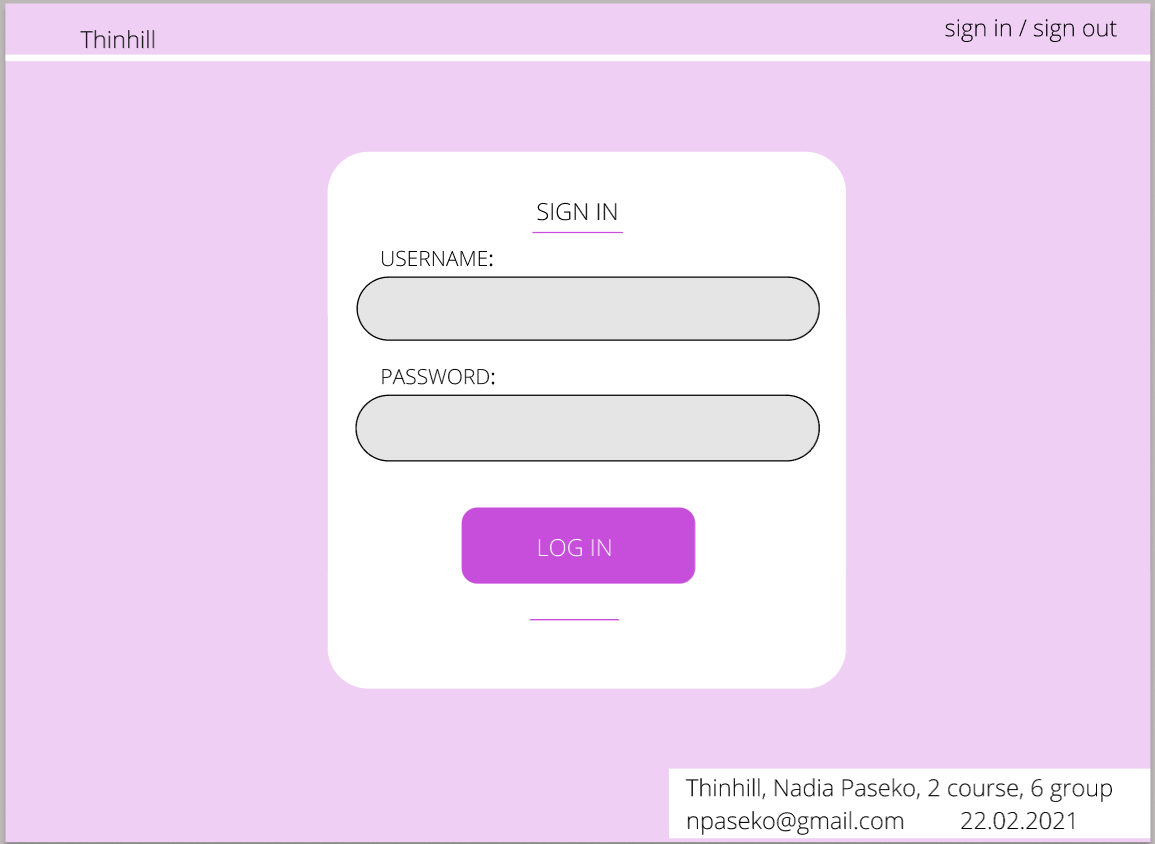 Thinhill
sign in / sign out
SIGN IN
USERNAME:
PASSWORD:
LOG IN
Thinhill, Nadia Paseko, 2 course, 6 group
npaseko@gmail.com 22.02.2021